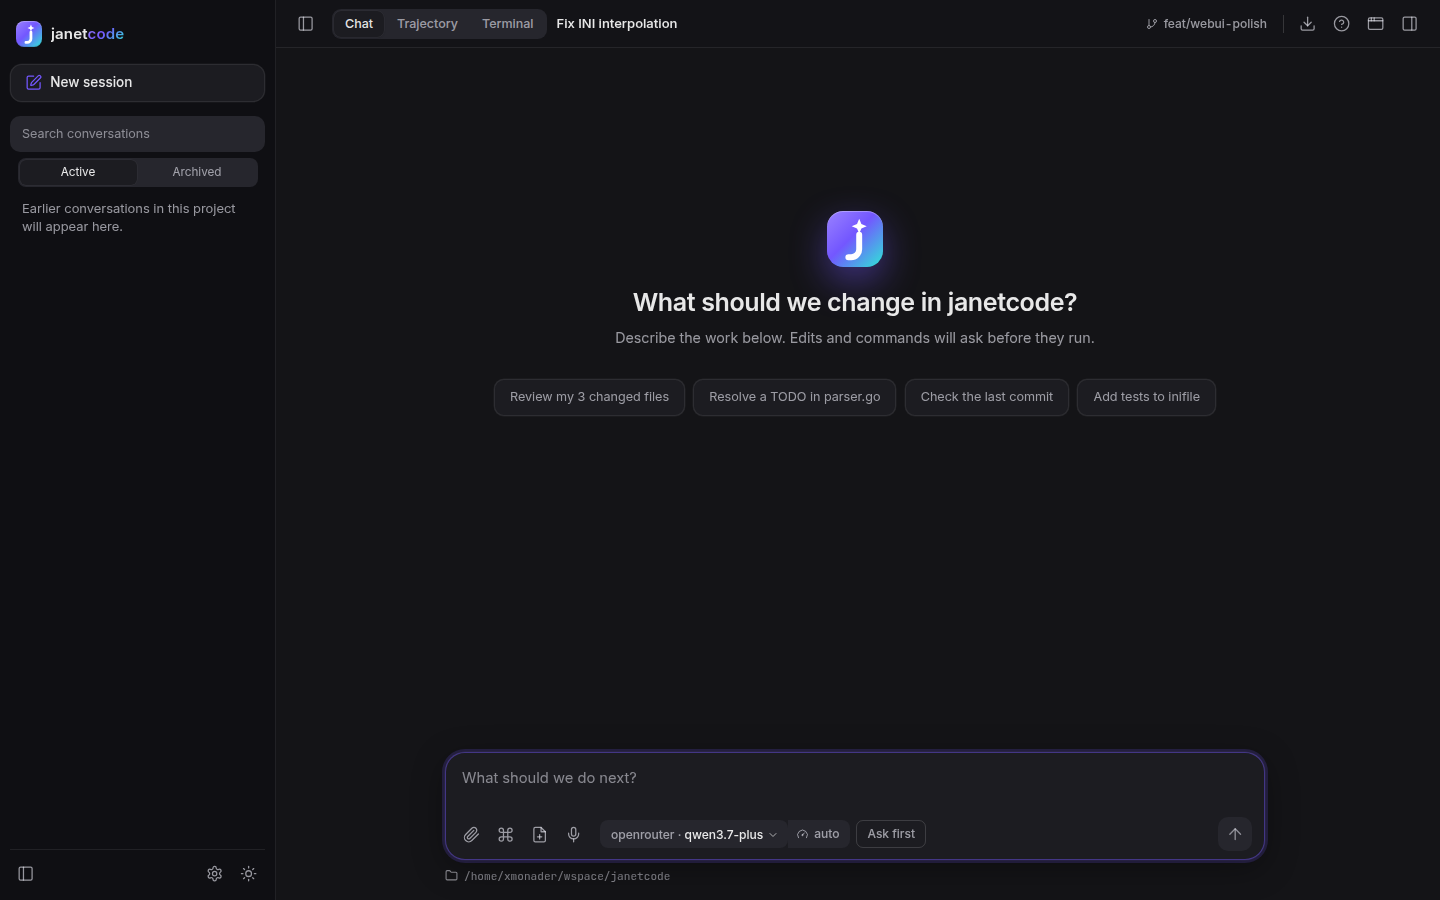 janetcode
New session
Search conversations
Active
Archived
Earlier conversations in this project
will appear here.
Chat
Trajectory
Terminal
Fix INI interpolation
feat/webui-polish
What should we change in janetcode?
Describe the work below. Edits and commands will ask before they run.
Review my 3 changed files
Resolve a TODO in parser.go
Check the last commit
Add tests to inifile
What should we do next?
openrouter · qwen3.7-plus
auto
Ask first
/home/xmonader/wspace/janetcode